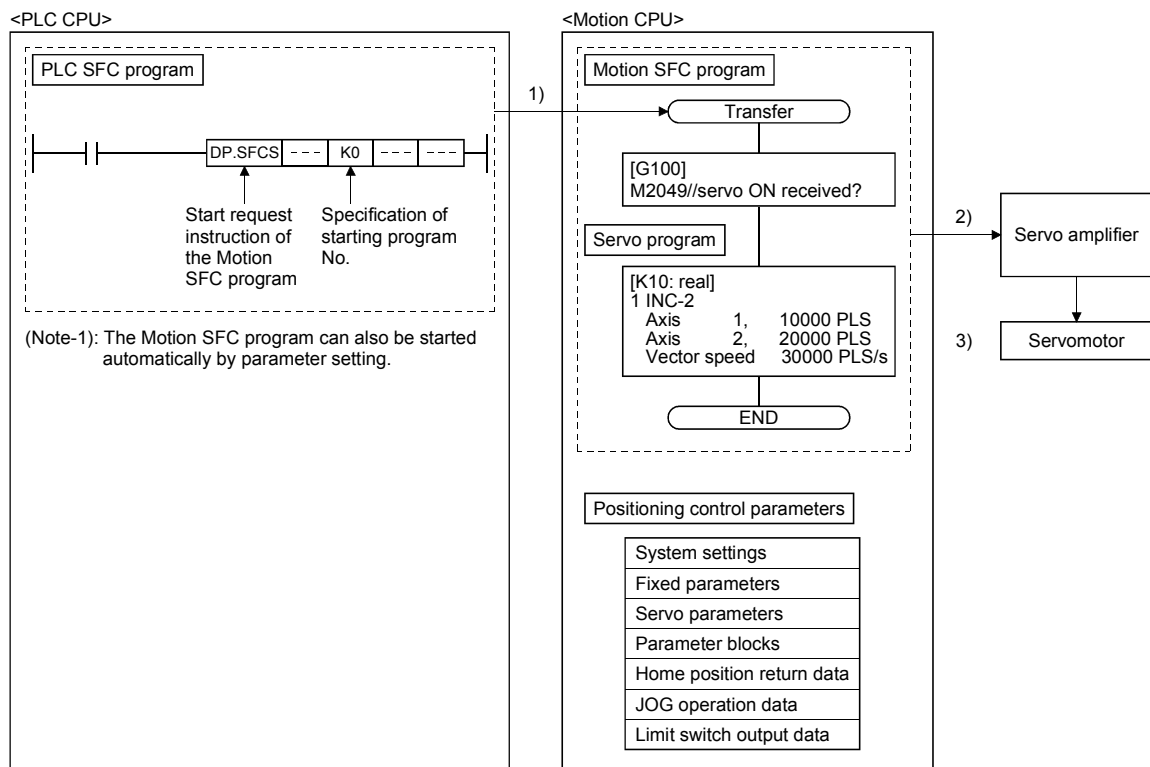 <PLC CPU>
PLC SFC program
DP.SFCS --- K0 --- ---
Start request
instruction of
the Motion
SFC program
Specification of
starting program
No.
(Note-1): The Motion SFC program can also be started
automatically by parameter setting.
1)
<Motion CPU>
Motion SFC program
Transfer
[G100]
M2049//servo ON received?
Servo program
[K10: real]
1 INC-2
Axis 1, 10000 PLS
Axis 2, 20000 PLS
Vector speed 30000 PLS/s
END
Positioning control parameters
System settings
Fixed parameters
Servo parameters
Parameter blocks
Home position return data
JOG operation data
Limit switch output data
2)
Servo amplifier
3)
Servomotor